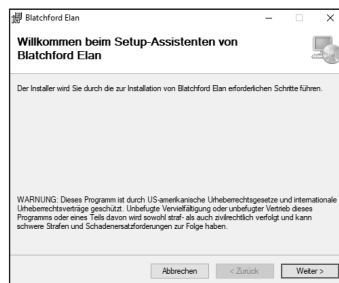 Blatchford Elan
Willkommen beim Setup-Assistenten von
Blatchford Elan
Der Installer wird Sie durch die zur Installation von Blatchford Elan erforderlichen Schritte führen.
WARNUNG: Dieses Programm ist durch US-amerikanische Urheberrechtsgesetze und internationale
Urheberrechtsverträge geschützt. Unbefugte Vervielfältigung oder unbefugter Vertrieb dieses
Programms oder eines Teils davon wird sowohl straf- als auch zivilrechtlich verfolgt und kann
schwere Strafen und Schadenersatzforderungen zur Folge haben.
Abbrechen
< Zurück
Weiter >